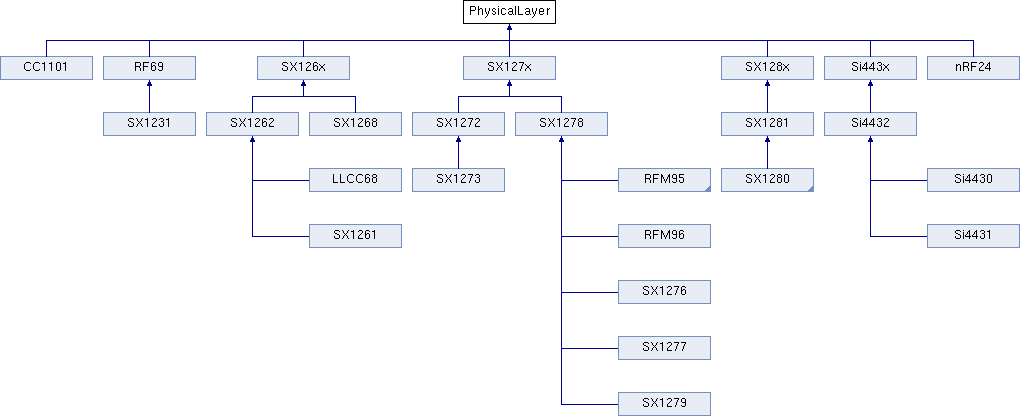 PhysicalLayer
CC1101 RF69 SX126x SX127x SX128x Si443x nRF24
SX1231 SX1262 SX1268 SX1272 SX1278 SX1281 Si4432
LLCC68 SX1273 RFM95 SX1280 Si4430
SX1261 RFM96 Si4431
SX1276
SX1277
SX1279